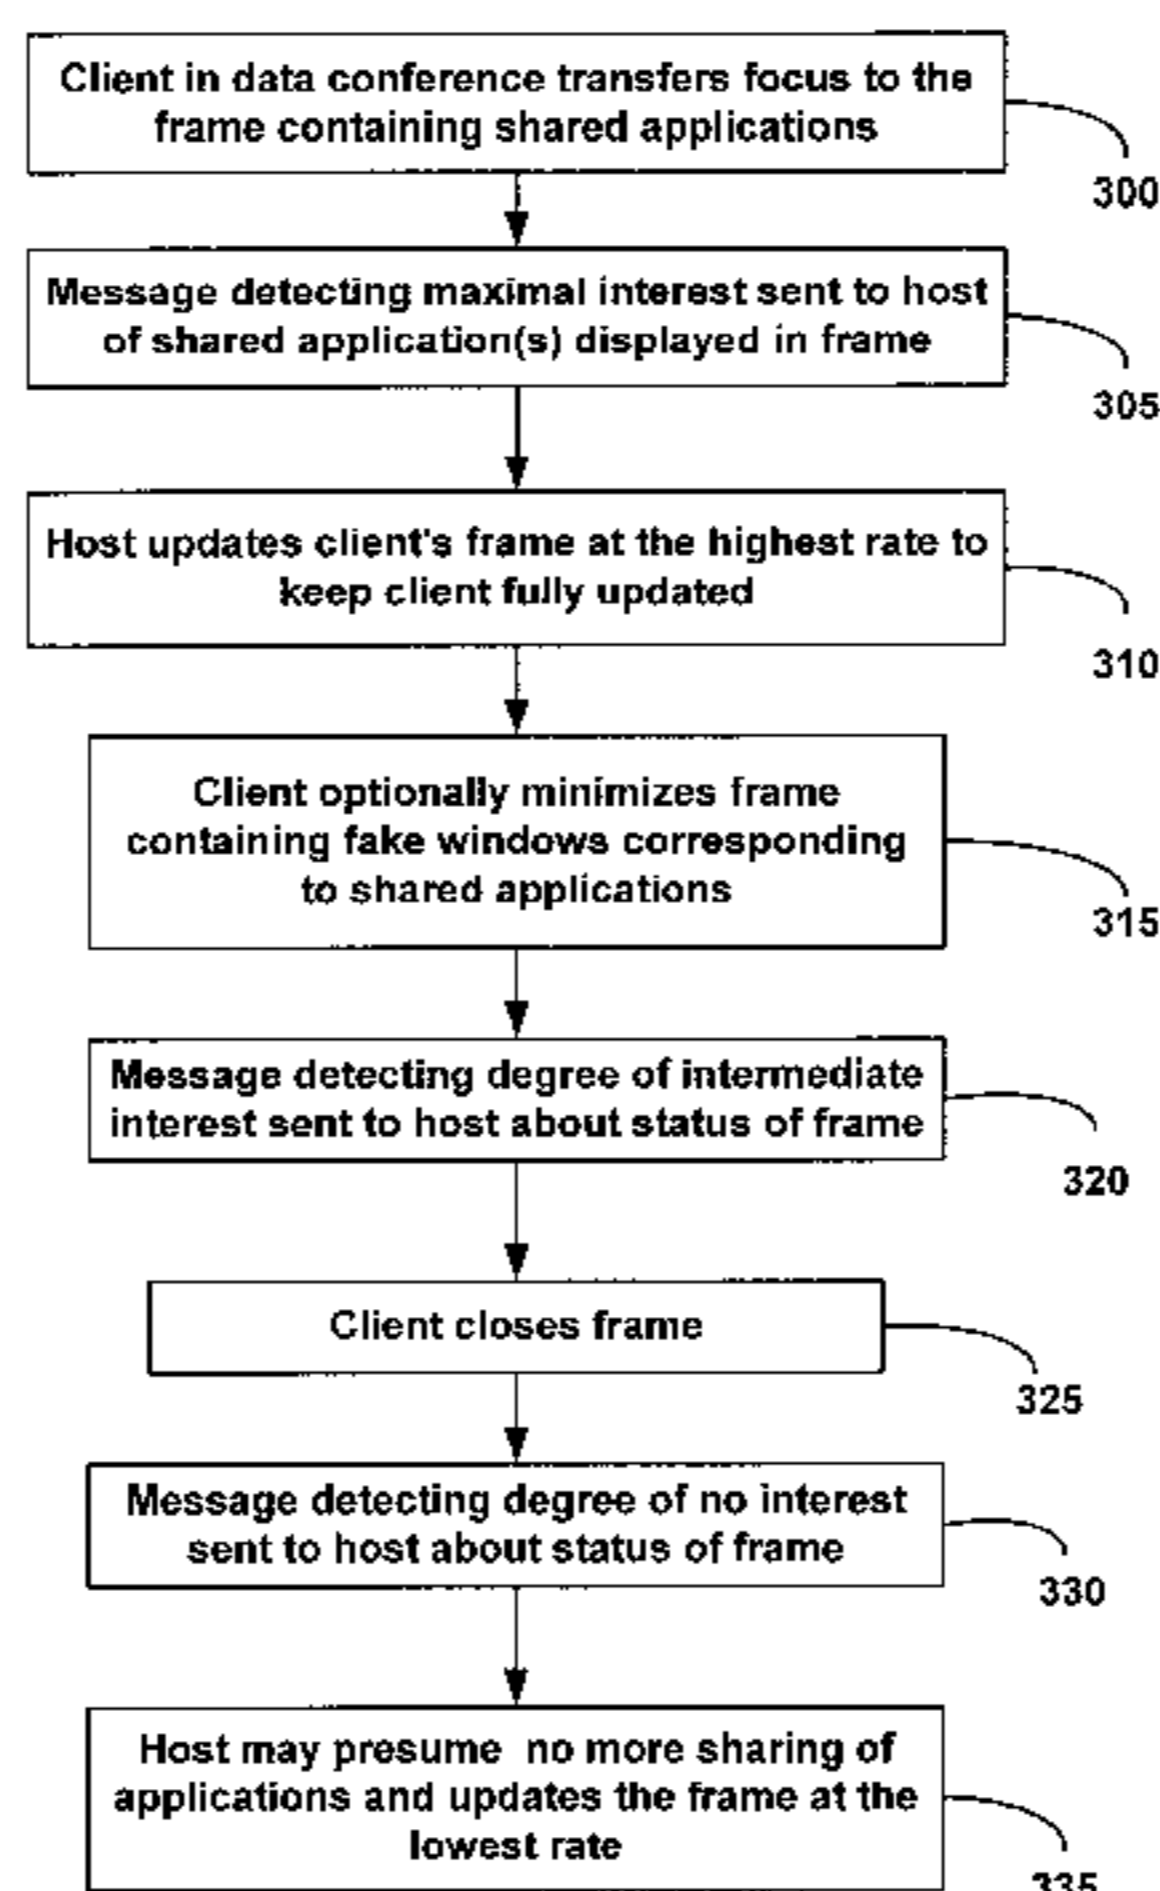 Client in data conference transfers focus to the
frame containing shared applications
300
Message detecting maximal interest sent to host
of shared application(s) displayed in frame
305
Host updates client's frame at the highest rate to
keep client fully updated
310
Client optionally minimizes frame
containing fake windows corresponding
to shared applications
315
Message detecting degree of intermediate
interest sent to host about status of frame
320
Client closes frame
325
Message detecting degree of no interest
sent to host about status of frame
330
Host may presume no more sharing of
applications and updates the frame at the
lowest rate
335